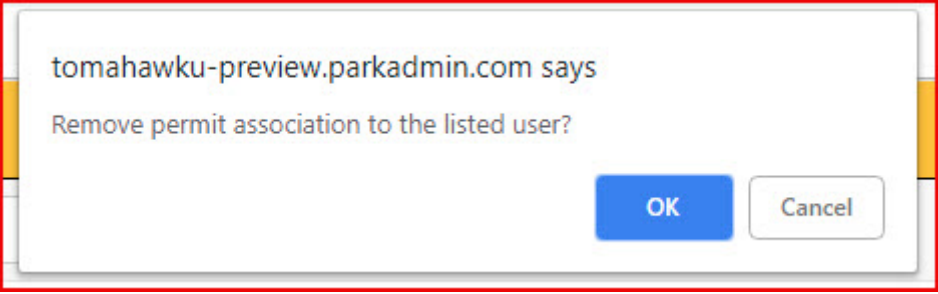 tomahawku-preview.parkadmin.com says
Remove permit association to the listed user?
OK
Cancel